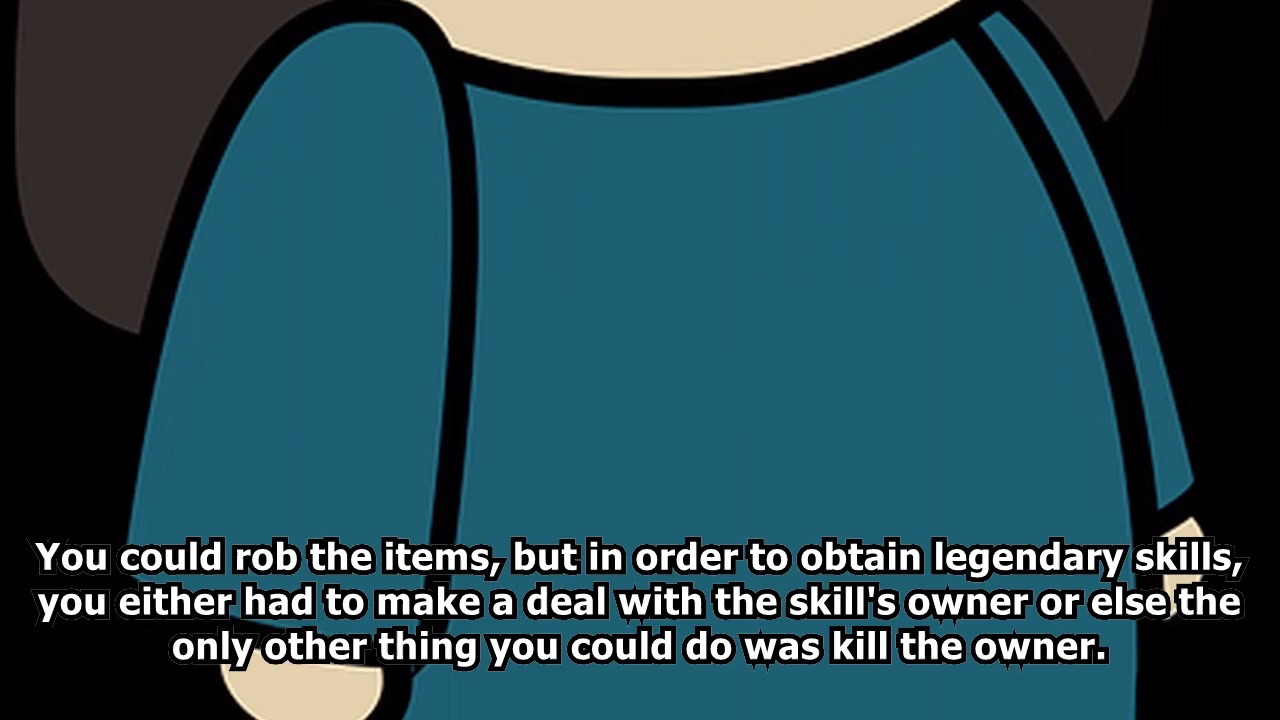 You could rob the items, but in order to obtain legendary skills,
you either had to make a deal with the skill's owner or else the
only other thing you could do was kill the owner.